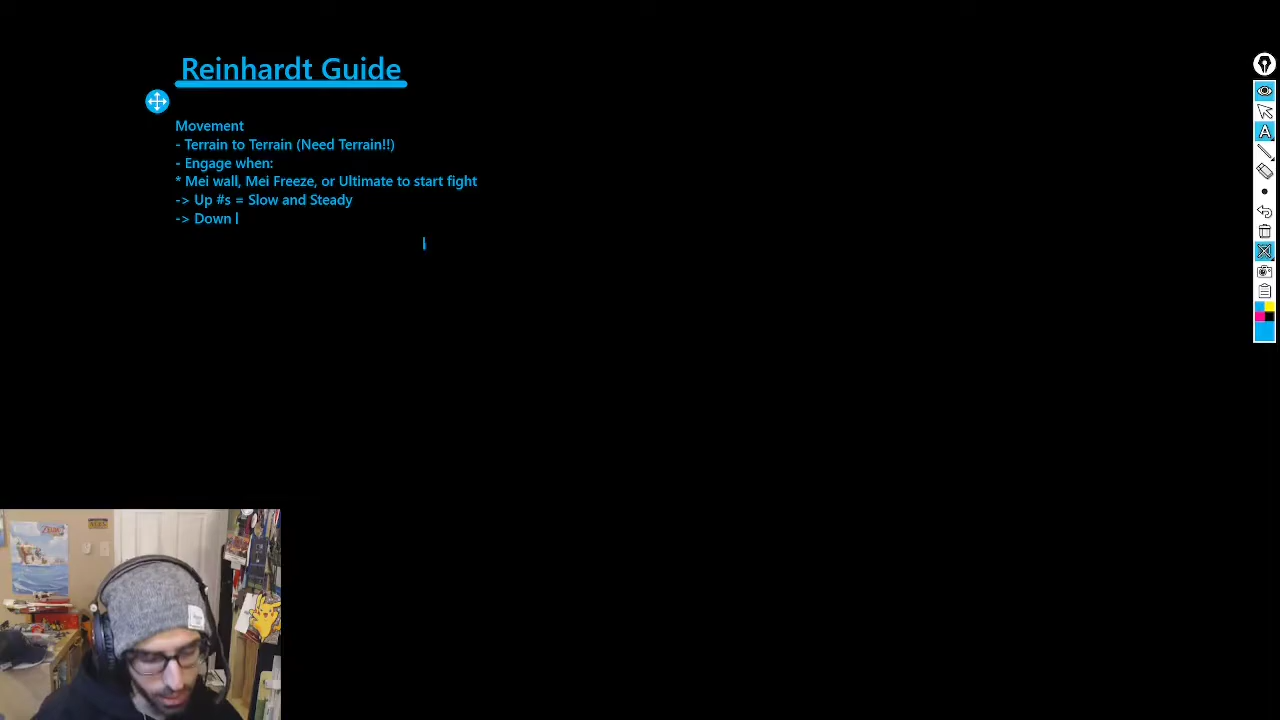 Reinhardt Guide
Movement
- Terrain to Terrain (Need Terrain!!)
- Engage when:
* Mei wall, Mei Freeze, or Ultimate to start fight
-> Up #s = Slow and Steady
-> Down
A